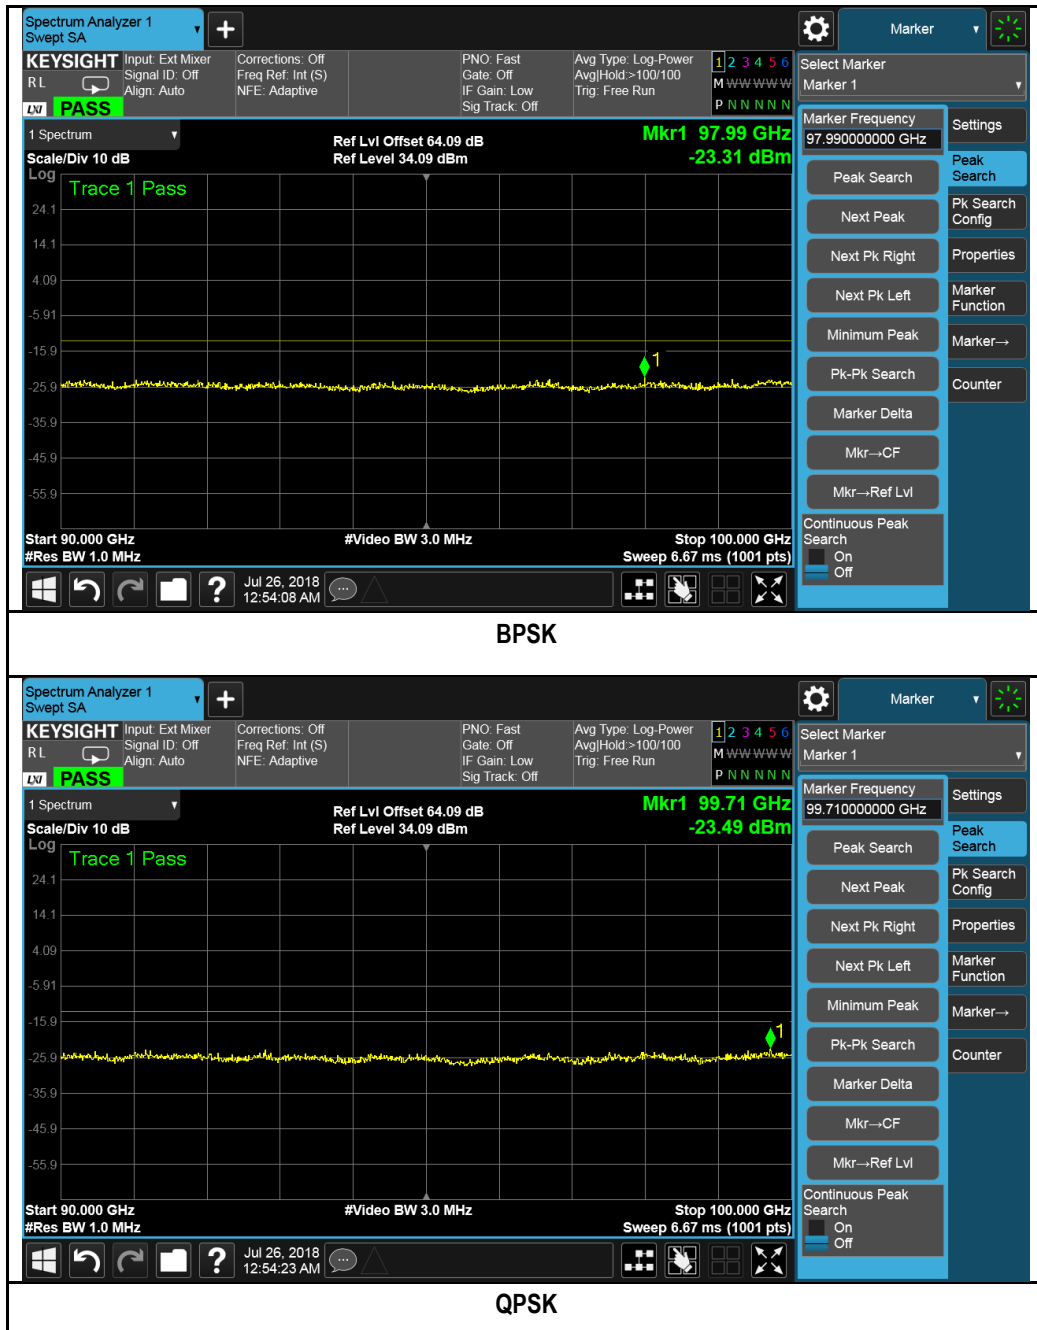 Spectrum Analyzer 1
Swept SA
Marker
KEYSIGHT
RL
LXI PASS
Input: Ext Mixer
Signal ID: Off
Align: Auto
Corrections: Off
Freq Ref: Int (S)
NFE: Adaptive
PNO: Fast
Gate: Off
IF Gain: Low
Sig Track: Off
Avg Type: Log-Power
Avg|Hold:>100/100
Trig: Free Run
1 2 3 4 5 6
M W W W W W
P N N N N N
Select Marker
Marker 1
1 Spectrum
Scale/Div 10 dB
Log
Ref Lvl Offset 64.09 dB
Ref Level 34.09 dBm
Mkr1 97.99 GHz
-23.31 dBm
Trace 1 Pass
24.1
14.1
4.09
-5.91
-15.9
1
-25.9
-35.9
-45.9
-55.9
Start 90.000 GHz
#Res BW 1.0 MHz
#Video BW 3.0 MHz
Stop 100.000 GHz
Sweep 6.67 ms (1001 pts)
Marker Frequency
97.990000000 GHz
Peak Search
Next Peak
Next Pk Right
Next Pk Left
Minimum Peak
Pk-Pk Search
Marker Delta
Mkr→CF
Mkr→Ref Lvl
Continuous Peak
Search
On
Off
Settings
Peak
Search
Pk Search
Config
Properties
Marker
Function
Marker→
Counter
?
Jul 26, 2018
12:54:08 AM
BPSK
Spectrum Analyzer 1
Swept SA
Marker
KEYSIGHT
RL
LXI PASS
Input: Ext Mixer
Signal ID: Off
Align: Auto
Corrections: Off
Freq Ref: Int (S)
NFE: Adaptive
PNO: Fast
Gate: Off
IF Gain: Low
Sig Track: Off
Avg Type: Log-Power
Avg|Hold:>100/100
Trig: Free Run
1 2 3 4 5 6
M W W W W W
P N N N N N
Select Marker
Marker 1
1 Spectrum
Scale/Div 10 dB
Log
Ref Lvl Offset 64.09 dB
Ref Level 34.09 dBm
Mkr1 99.71 GHz
-23.49 dBm
Trace 1 Pass
24.1
14.1
4.09
-5.91
-15.9
1
-25.9
-35.9
-45.9
-55.9
Start 90.000 GHz
#Res BW 1.0 MHz
#Video BW 3.0 MHz
Stop 100.000 GHz
Sweep 6.67 ms (1001 pts)
Marker Frequency
99.710000000 GHz
Peak Search
Next Peak
Next Pk Right
Next Pk Left
Minimum Peak
Pk-Pk Search
Marker Delta
Mkr→CF
Mkr→Ref Lvl
Continuous Peak
Search
On
Off
Settings
Peak
Search
Pk Search
Config
Properties
Marker
Function
Marker→
Counter
?
Jul 26, 2018
12:54:23 AM
QPSK